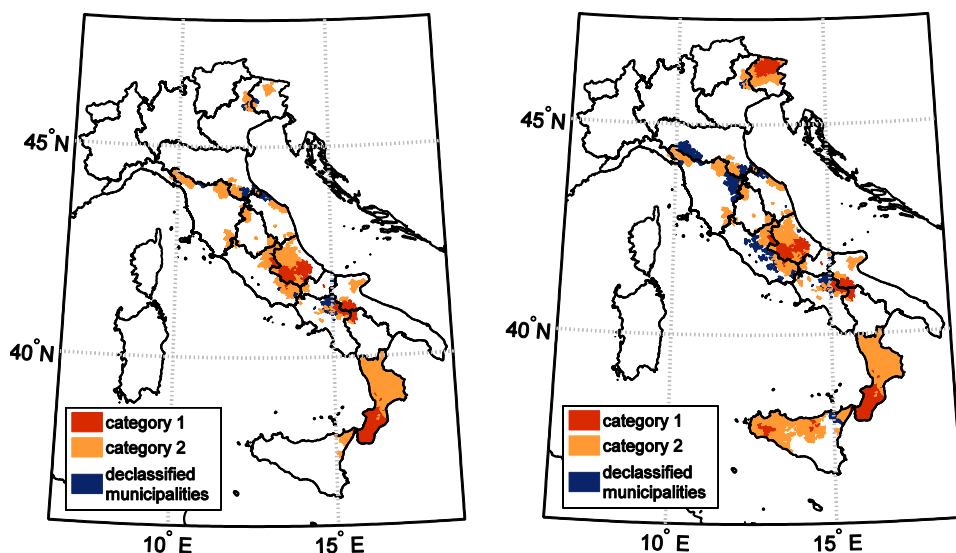 45°N
40°N
category 1
category 2
declassified
municipalities
10°E
15°E
45°N
40°N
category 1
category 2
declassified
municipalities
10°E
15°E